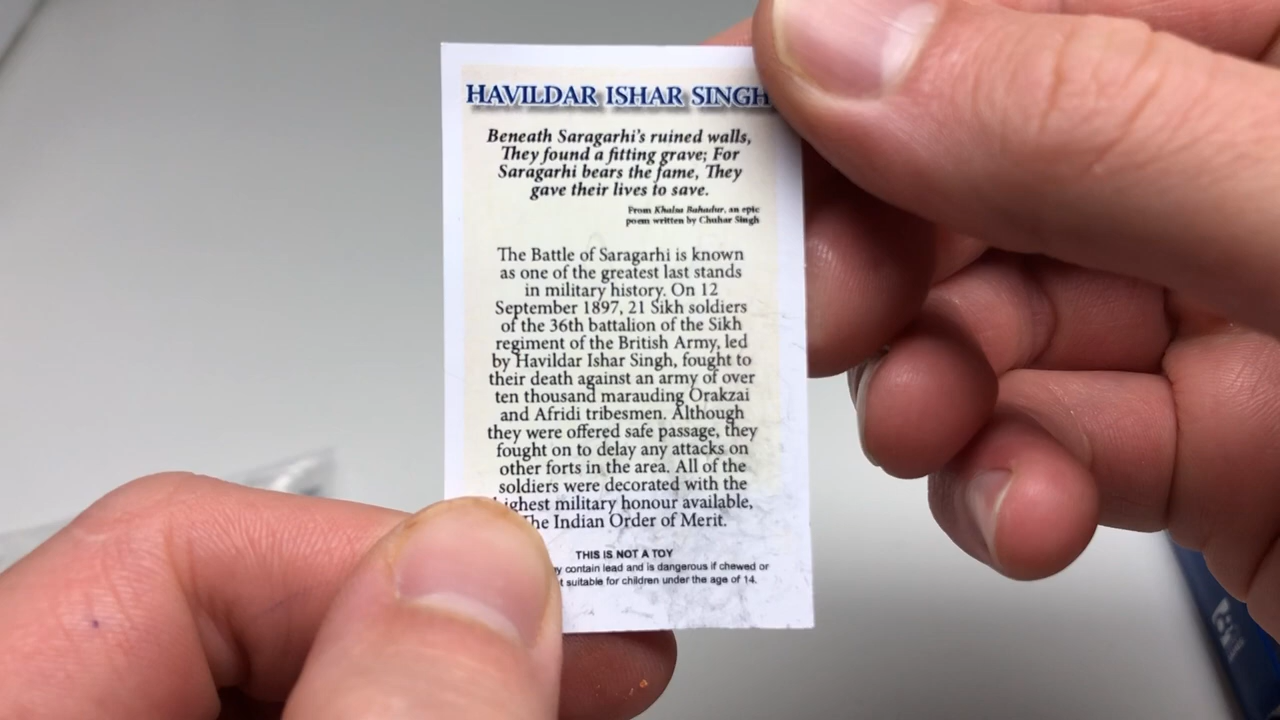 HAVILDAR ISHAR SINGH
Beneath Saragarhi's ruined walls,
They found a fitting grave; For
Saragarhi bears the fame, They
gave their lives to save.
From Khalsa Bahadur, an epic
poem written by Chuhar Singh
The Battle of Saragarhi is known
as one of the greatest last stands
in military history. On 12
September 1897, 21 Sikh soldiers
of the 36th battalion of the Sikh
regiment of the British Army, led
by Havildar Ishar Singh, fought to
their death against an army of over
ten thousand marauding Orakzai
and Afridi tribesmen. Although
they were offered safe passage, they
fought on to delay any attacks on
other forts in the area. All of the
soldiers were decorated with the
highest military honour available,
The Indian Order of Merit.
THIS IS NOT A TOY
contain lead and is dangerous if chewed or
suitable for children under the age of 14.